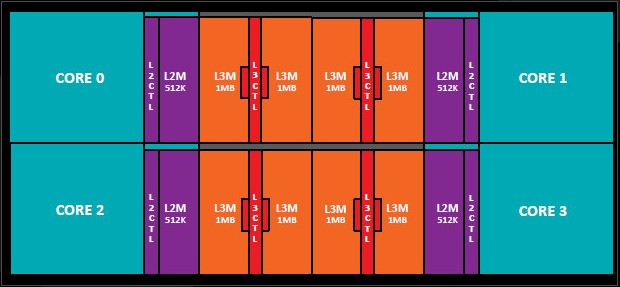 CORE 0
L2CTL
L2M
512K
L3M
1MB
L3CTL
L3M
1MB
L3M
1MB
L3CTL
L3M
1MB
L2M
512K
L2CTL
CORE 1
CORE 2
L2CTL
L2M
512K
L3M
1MB
L3CTL
L3M
1MB
L3M
1MB
L3CTL
L3M
1MB
L2M
512K
L2CTL
CORE 3